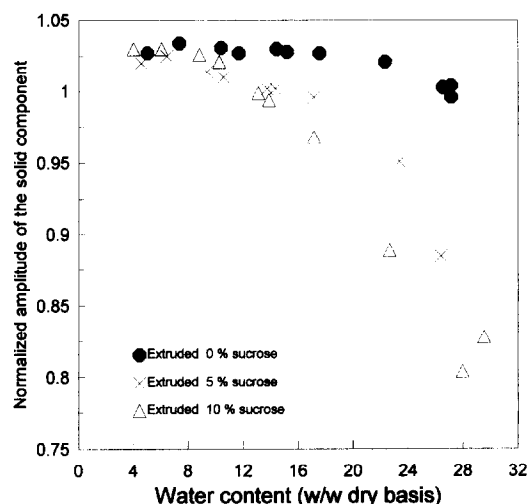 Normalized amplitude of the solid component
1.05
1
0.95
0.9
0.85
0.8
0.75
Extruded 0 % sucrose
Extruded 5 % sucrose
Extruded 10 % sucrose
0 4 8 12 16 20 24 28 32
Water content (w/w dry basis)